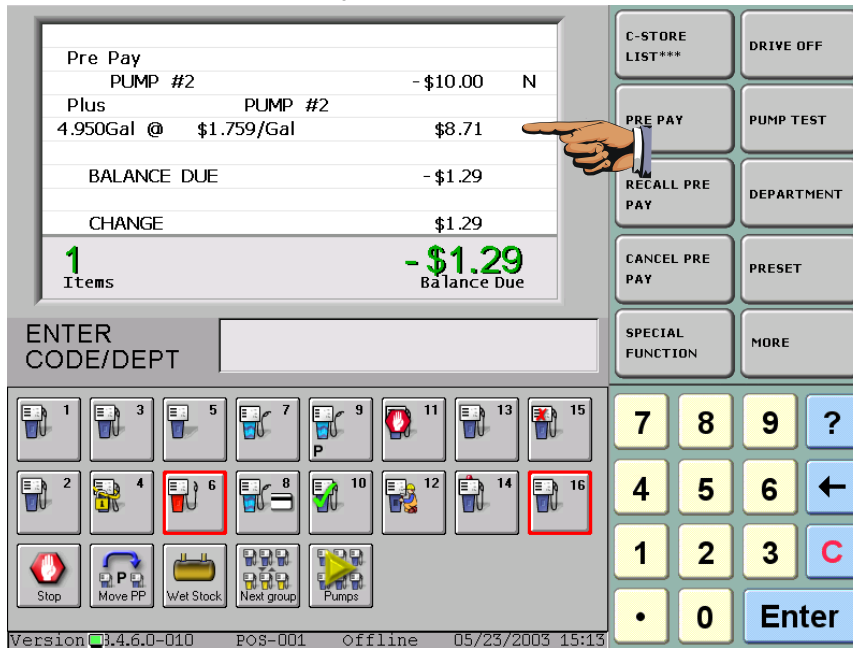 Pre Pay
PUMP #2 -$10.00 N
Plus PUMP #2
4.950Gal @ $1.759/Gal $8.71
BALANCE DUE -$1.29
CHANGE $1.29
1 -$1.29
Items Balance Due
ENTER
CODE/DEPT
C-STORE
LIST***
DRIVE OFF
PRE PAY
PUMP TEST
RECALL PRE
PAY
DEPARTMENT
CANCEL PRE
PAY
PRESET
SPECIAL
FUNCTION
MORE
1 3 5 7 9 11 13 15
P
2 4 6 8 10 12 14 16
P
Stop Move PP Wet Stock Next group Pumps
7 8 9 ?
4 5 6 ←
1 2 3 C
• 0 Enter
Version 3.4.6.0-010 POS-001 Offline 05/23/2003 15:13